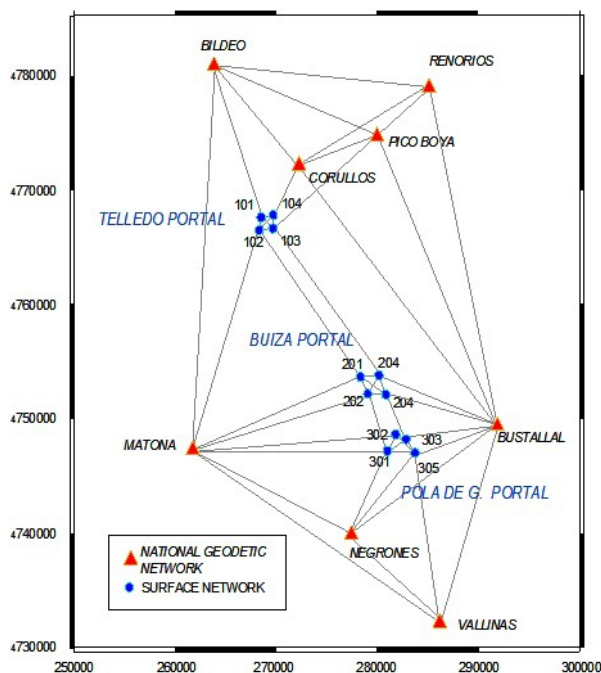 BILDEO
RENORIOS
4780000
PICO BOYA
CORULLOS
4770000
101
104
TELLEDO PORTAL
102
103
4760000
BUIZA PORTAL
201
204
4750000
202
204
302
303
BUSTALLAL
MATONA
301
305
POLA DE G. PORTAL
4740000
NEGRONES
NATIONAL GEODETIC
NETWORK
SURFACE NETWORK
VALLINAS
4730000
250000
260000
270000
280000
290000
300000